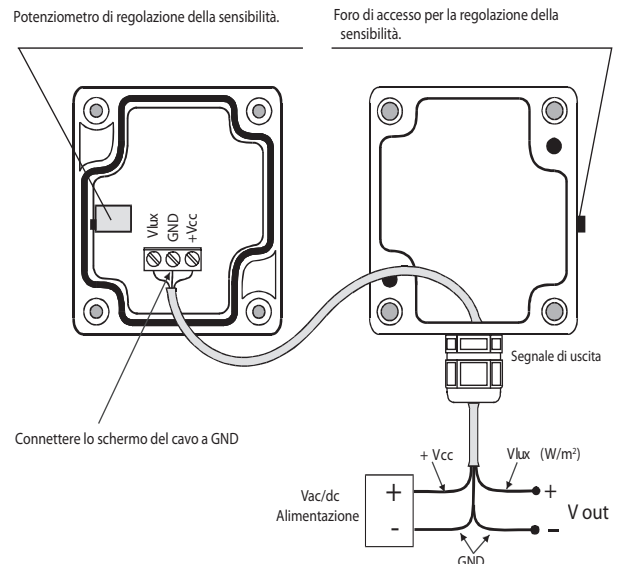 Potenziometro di regolazione della sensibilità.
Foro di accesso per la regolazione della
sensibilità.
Vlux
GND
+Vcc
Segnale di uscita
Connettere lo schermo del cavo a GND
+ Vcc
Vlux (W/m²)
Vac/dc
Alimentazione
+
-
+
–
V out
GND